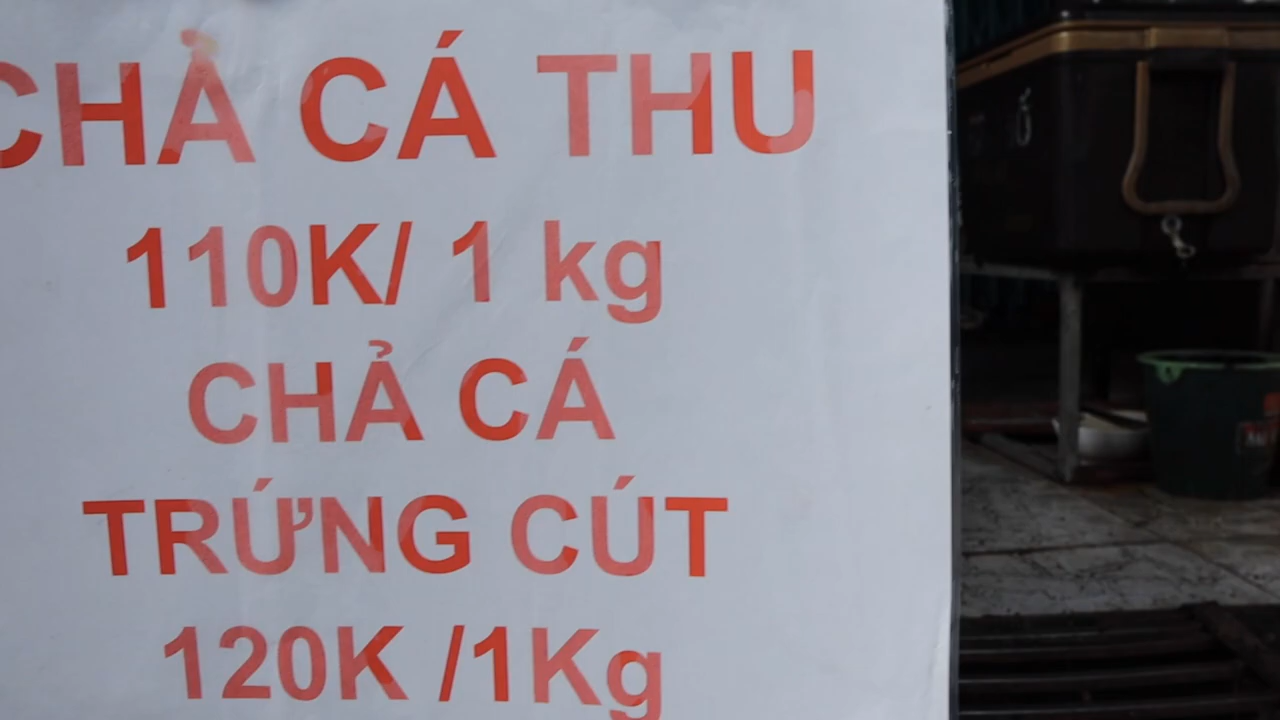 CHẢ CÁ THU
110K/ 1 kg
CHẢ CÁ
TRỨNG CÚT
120K /1Kg